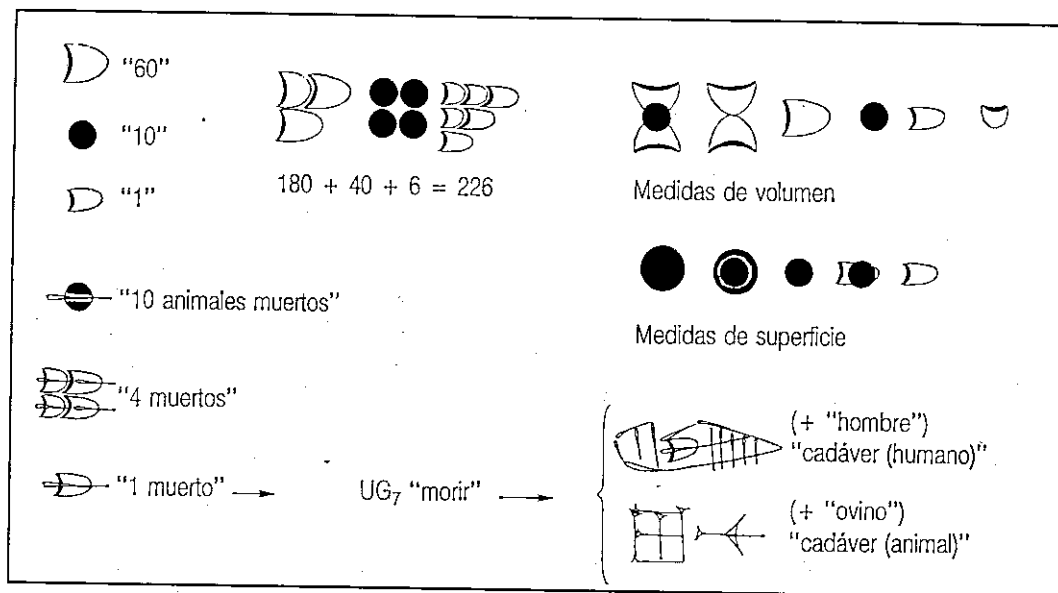 "60"
"10"
"1"
180 + 40 + 6 = 226
Medidas de volumen
"10 animales muertos"
Medidas de superficie
"4 muertos"
"1 muerto"
UG₇ "morir"
(+ "hombre")
"cadáver (humano)"
(+ "ovino")
"cadáver (animal)"